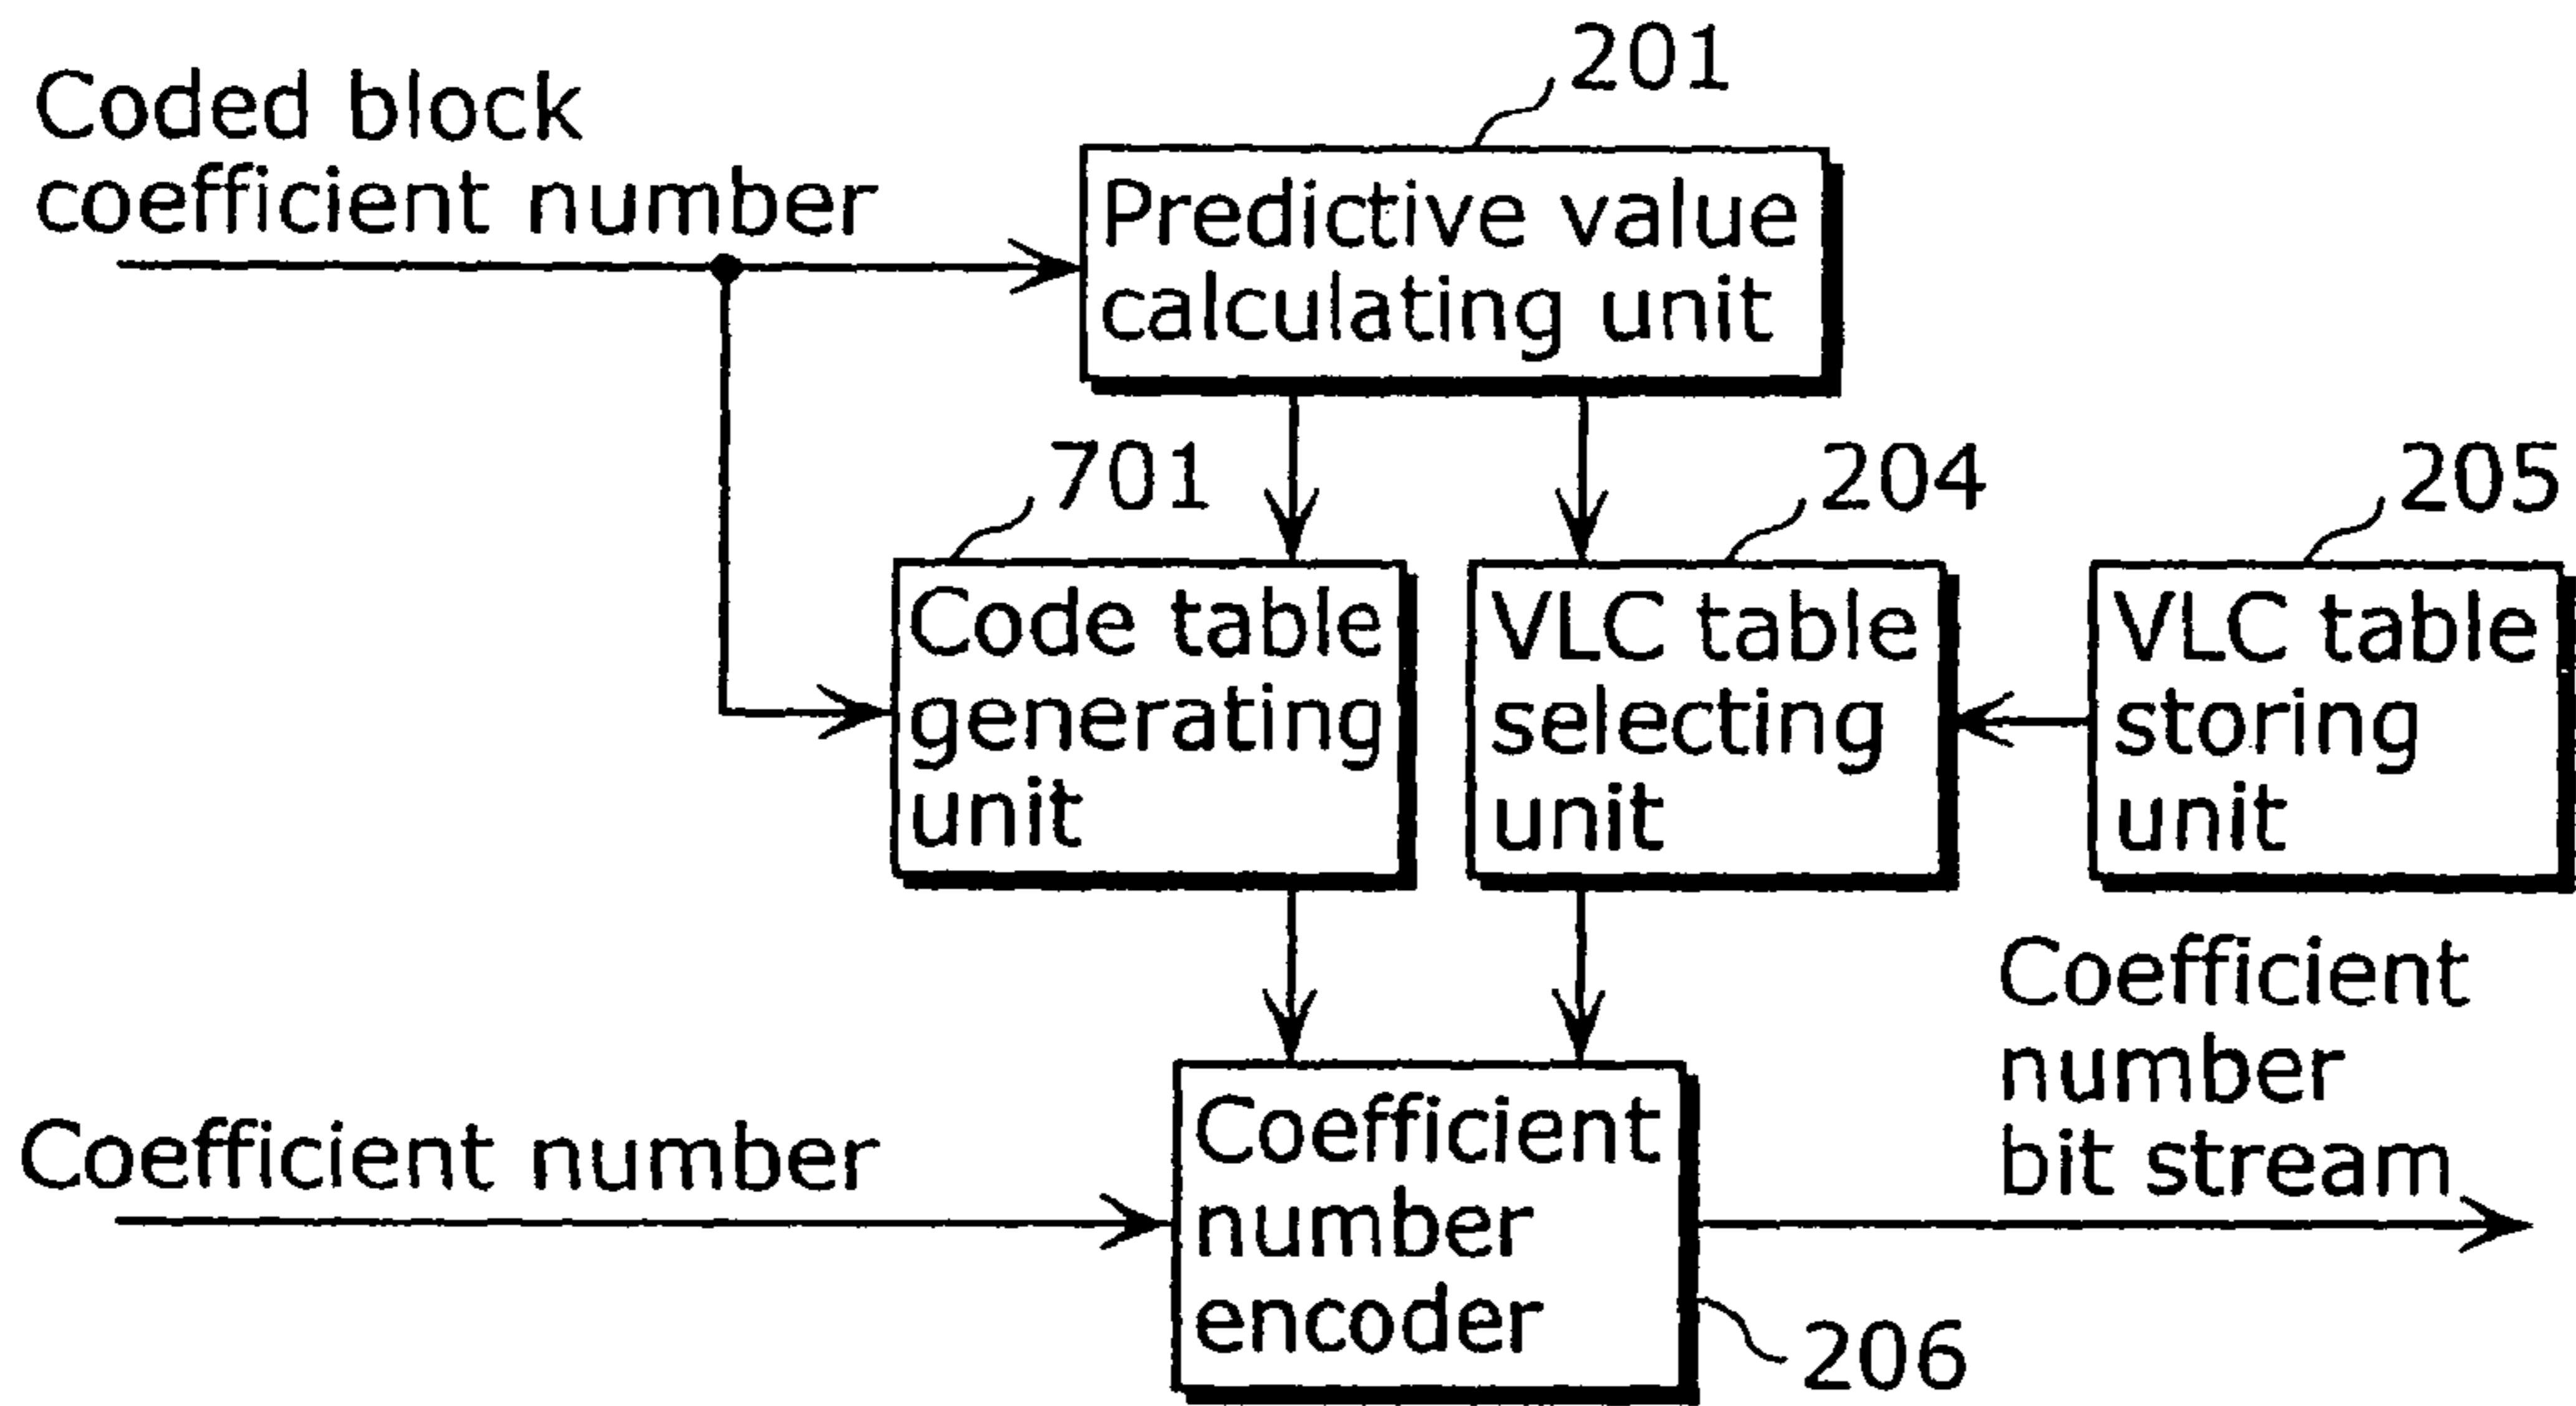 201
Coded block
coefficient number
Predictive value
calculating unit
701
204
205
Code table
generating
unit
VLC table
selecting
unit
VLC table
storing
unit
Coefficient
number
bit stream
Coefficient number
Coefficient
number
encoder
206